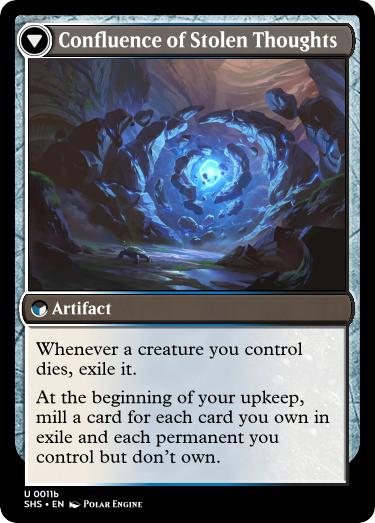 Confluence of Stolen Thoughts
Artifact
Whenever a creature you control
dies, exile it.
At the beginning of your upkeep,
mill a card for each card you own in
exile and each permanent you
control but don't own.
U 0011b
SHS • EN Polar Engine